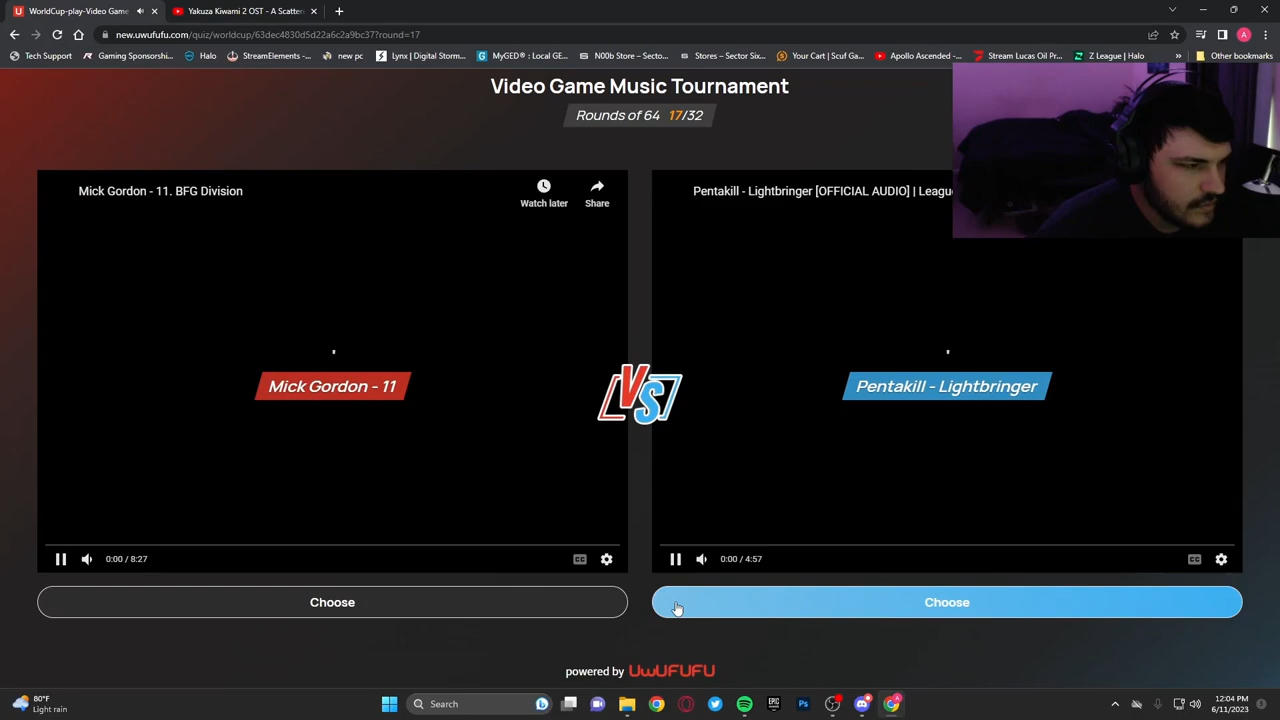 WorldCup-play-Video Game
Yakuza Kiwami 2 OST - A Scatter
new.uwufufu.com/quiz/worldcup/63dec4830d5d22a6c2a9bc37?round=17
Tech Support
Gaming Sponsorshi...
Halo
StreamElements -...
new pc
Lynx | Digital Storm...
MyGED® : Local GE...
N00b Store – Secto...
Stores – Sector Six...
Your Cart | Scuf Ga...
Apollo Ascended -...
Stream Lucas Oil Pr...
Z League | Halo
»
Other bookmarks
Video Game Music Tournament
Rounds of 64 17/32
Mick Gordon - 11. BFG Division
Watch later
Share
Pentakill - Lightbringer [OFFICIAL AUDIO] | League
Mick Gordon - 11
VS
Pentakill - Lightbringer
0:00 / 8:27
CC
0:00 / 4:57
CC
Choose
Choose
powered by UWUFUFU
80°F
Light rain
Search
EPIC
Ps
12:04 PM
6/11/2023